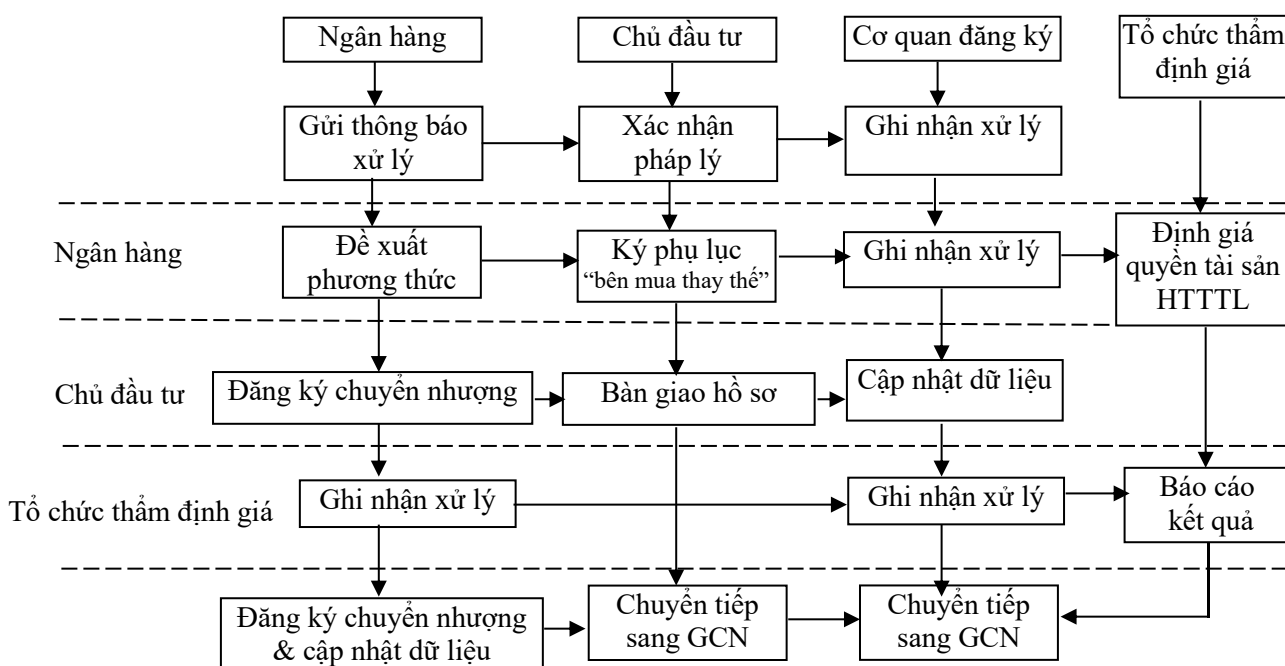 Ngân hàng
Chủ đầu tư
Cơ quan đăng ký
Tổ chức thẩm
định giá
Gửi thông báo
xử lý
Xác nhận
pháp lý
Ghi nhận xử lý
Ngân hàng
Đề xuất
phương thức
Ký phụ lục
“bên mua thay thế”
Ghi nhận xử lý
Định giá
quyền tài sản
HTTTL
Chủ đầu tư
Đăng ký chuyển nhượng
Bàn giao hồ sơ
Cập nhật dữ liệu
Tổ chức thẩm định giá
Ghi nhận xử lý
Ghi nhận xử lý
Báo cáo
kết quả
Đăng ký chuyển nhượng
& cập nhật dữ liệu
Chuyển tiếp
sang GCN
Chuyển tiếp
sang GCN